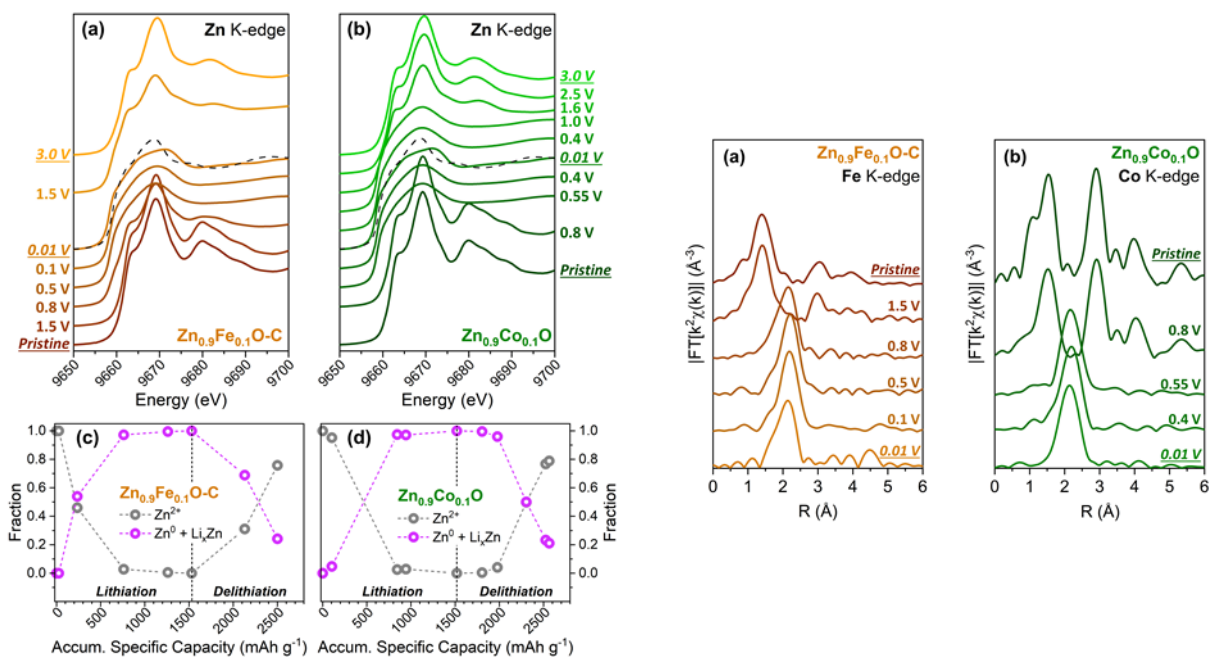 (a) Zn K-edge
3.0 V
1.5 V
0.01 V
0.1 V
0.5 V
0.8 V
1.5 V
Pristine
Zn0.9Fe0.1O-C
9650 9660 9670 9680 9690 9700
Energy (eV)
(b) Zn K-edge
3.0 V
2.5 V
1.6 V
1.0 V
0.4 V
0.01 V
0.4 V
0.55 V
0.8 V
Pristine
Zn0.9Co0.1O
9650 9660 9670 9680 9690 9700
Energy (eV)
(c)
Fraction
1.0
0.8
0.6
0.4
0.2
0.0
Zn0.9Fe0.1O-C
Zn2+
Zn0 + LixZn
Lithiation Delithiation
0 500 1000 1500 2000 2500
Accum. Specific Capacity (mAh g-1)
(d)
Zn0.9Co0.1O
Zn2+
Zn0 + LixZn
Lithiation Delithiation
1.0
0.8
0.6
0.4
0.2
0.0
Fraction
0 500 1000 1500 2000 2500
Accum. Specific Capacity (mAh g-1)
(a) Zn0.9Fe0.1O-C
Fe K-edge
|FT[k2χ(k)]| (Å-3)
Pristine
1.5 V
0.8 V
0.5 V
0.1 V
0.01 V
0 1 2 3 4 5 6
R (Å)
(b) Zn0.9Co0.1O
Co K-edge
|FT[k2χ(k)]| (Å-3)
Pristine
0.8 V
0.55 V
0.4 V
0.01 V
0 1 2 3 4 5 6
R (Å)